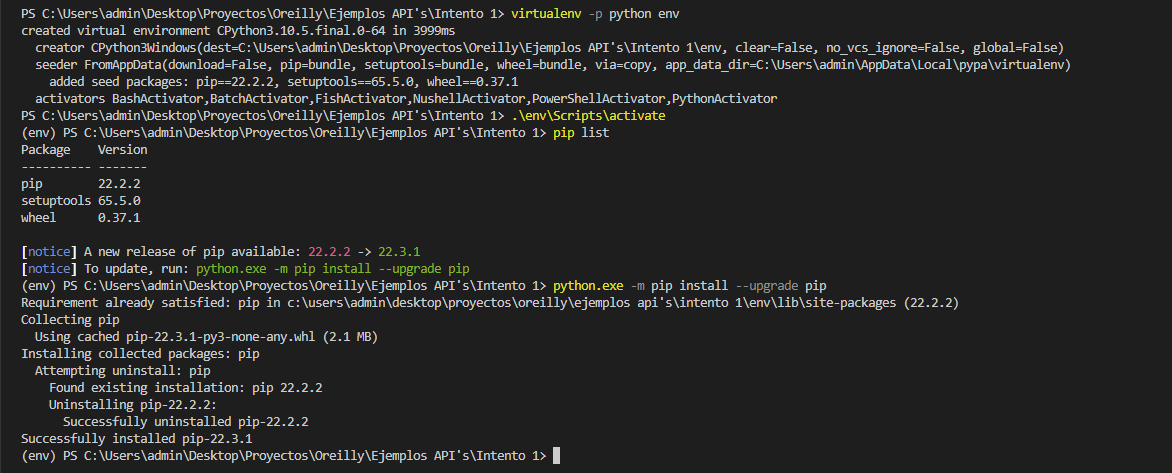 PS C:\Users\admin\Desktop\Proyectos\Oreilly\Ejemplos API's\Intento 1> virtualenv -p python env
created virtual environment CPython3.10.5.final.0-64 in 3999ms
  creator CPython3Windows(dest=C:\Users\admin\Desktop\Proyectos\Oreilly\Ejemplos API's\Intento 1\env, clear=False, no_vcs_ignore=False, global=False)
  seeder FromAppData(download=False, pip=bundle, setuptools=bundle, wheel=bundle, via=copy, app_data_dir=C:\Users\admin\AppData\Local\pypa\virtualenv)
    added seed packages: pip==22.2.2, setuptools==65.5.0, wheel==0.37.1
  activators BashActivator,BatchActivator,FishActivator,NushellActivator,PowerShellActivator,PythonActivator
PS C:\Users\admin\Desktop\Proyectos\Oreilly\Ejemplos API's\Intento 1> .\env\Scripts\activate
(env) PS C:\Users\admin\Desktop\Proyectos\Oreilly\Ejemplos API's\Intento 1> pip list
Package    Version
---------- -------
pip        22.2.2
setuptools 65.5.0
wheel      0.37.1

[notice] A new release of pip available: 22.2.2 -> 22.3.1
[notice] To update, run: python.exe -m pip install --upgrade pip
(env) PS C:\Users\admin\Desktop\Proyectos\Oreilly\Ejemplos API's\Intento 1> python.exe -m pip install --upgrade pip
Requirement already satisfied: pip in c:\users\admin\desktop\proyectos\oreilly\ejemplos api's\intento 1\env\lib\site-packages (22.2.2)
Collecting pip
  Using cached pip-22.3.1-py3-none-any.whl (2.1 MB)
Installing collected packages: pip
  Attempting uninstall: pip
    Found existing installation: pip 22.2.2
    Uninstalling pip-22.2.2:
      Successfully uninstalled pip-22.2.2
Successfully installed pip-22.3.1
(env) PS C:\Users\admin\Desktop\Proyectos\Oreilly\Ejemplos API's\Intento 1>